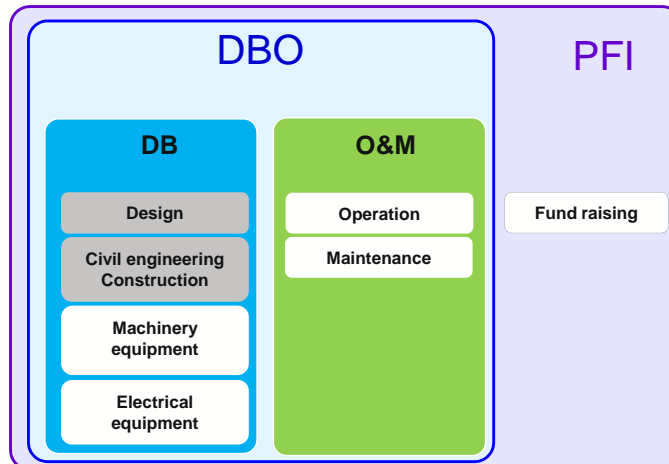 DBO
PFI
DB
O&M
Design
Civil engineering
Construction
Machinery
equipment
Electrical
equipment
Operation
Maintenance
Fund raising